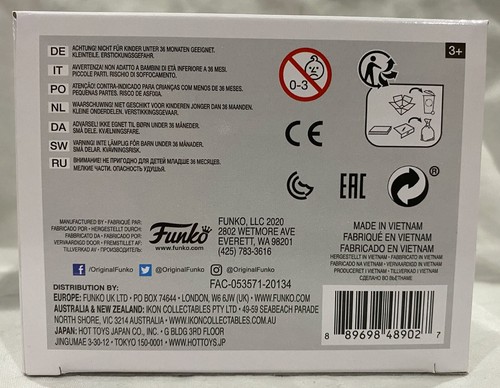 3+
DE ACHTUNG! NICHT FÜR KINDER UNTER 36 MONATEN GEEIGNET.
KLEINTEILE. ERSTICKUNGSGEFAHR.
IT AVVERTENZA! NON ADATTO A BAMBINI DI ETÀ INFERIORE A 36 MESI.
PICCOLE PARTI. RISCHIO DI SOFFOCAMENTO.
PO ATENÇÃO! CONTRA-INDICADO PARA CRIANÇAS COM MENOS DE 36 MESES.
PEQUENAS PARTES. RISCO DE ASFIXIA.
NL WAARSCHUWING! NIET GESCHIKT VOOR KINDEREN JONGER DAN 36 MAANDEN.
KLEINE ONDERDELEN. VERSTIKKINGSGEVAAR.
DA ADVARSEL! IKKE EGNET TIL BØRN UNDER 36 MÅNEDER.
SMÅ DELE. KVÆLNINGSFARE.
SW VARNING! INTE LÄMPLIG FÖR BARN UNDER 36 MÅNADER.
SMÅ DELAR. KVÄVNINGSRISK.
RU ВНИМАНИЕ! НЕ ПРИГОДНО ДЛЯ ДЕТЕЙ МЛАДШЕ 36 МЕСЯЦЕВ.
МЕЛКИЕ ЧАСТИ. ОПАСНОСТЬ УДУШЬЯ.
0-3
CE
EAC
®
MANUFACTURED BY • FABRIQUÉ PAR:
FABRICADO POR • HERGESTELLT DURCH:
FABBRICATO DA • FABRICADO POR:
VERVAARDIGD DOOR • FREMSTILLET AF:
TILLVERKAD AV • ПРОИЗВОДИТЕЛЬ:
Funko
www.funko.com
FUNKO, LLC 2020
2802 WETMORE AVE
EVERETT, WA 98201
(425) 783-3616
MADE IN VIETNAM
FABRIQUÉ EN VIETNAM
FABRICADO EN VIETNAM
HERGESTELLT IN VIETNAM • FABBRICATO IN VIETNAM
FABRICADO NA VIETNAM • VERVAARDIGD IN VIETNAM
PRODUCERET I VIETNAM • TILLVERKAD I VIETNAM
/OriginalFunko @OriginalFunko @OriginalFunko
FAC-053571-20134
DISTRIBUTION BY:
EUROPE: FUNKO UK LTD • PO BOX 74644 • LONDON, W6 6JW (UK) • WWW.FUNKO.COM
AUSTRALIA & NEW ZEALAND: IKON COLLECTABLES PTY LTD • 49-59 SEABEACH PARADE
NORTH SHORE, VIC 3214 AUSTRALIA • WWW.IKONCOLLECTABLES.COM.AU
JAPAN: HOT TOYS JAPAN CO., INC. • G BLDG 3RD FLOOR
JINGUMAE 3-30-12 • TOKYO 150-0001 • WWW.HOTTOYS.JP
8 89698 48902 7